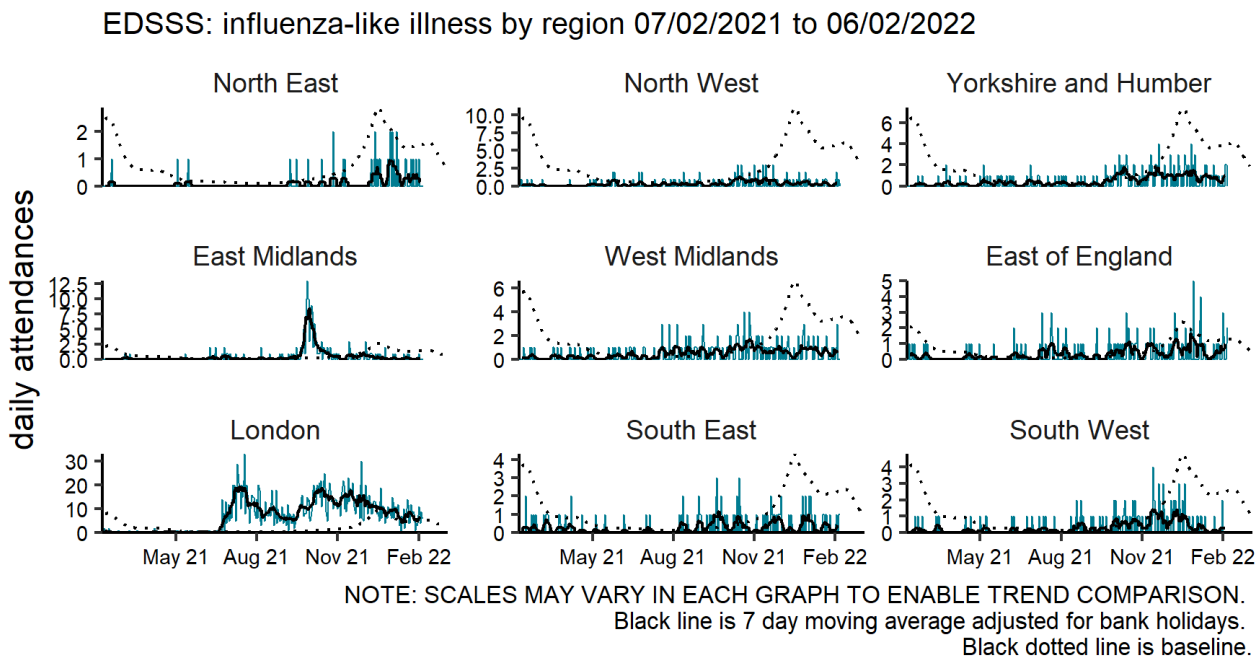 EDSSS: influenza-like illness by region 07/02/2021 to 06/02/2022
North East
2
1
0
North West
10.0
7.5
5.0
2.5
0.0
Yorkshire and Humber
6
4
2
0
daily attendances
East Midlands
12.5
10.0
7.5
5.0
2.5
0.0
West Midlands
6
4
2
0
East of England
5
4
3
2
1
0
London
30
20
10
0
May 21 Aug 21 Nov 21 Feb 22
South East
4
3
2
1
0
May 21 Aug 21 Nov 21 Feb 22
South West
4
3
2
1
0
May 21 Aug 21 Nov 21 Feb 22
NOTE: SCALES MAY VARY IN EACH GRAPH TO ENABLE TREND COMPARISON.
Black line is 7 day moving average adjusted for bank holidays.
Black dotted line is baseline.